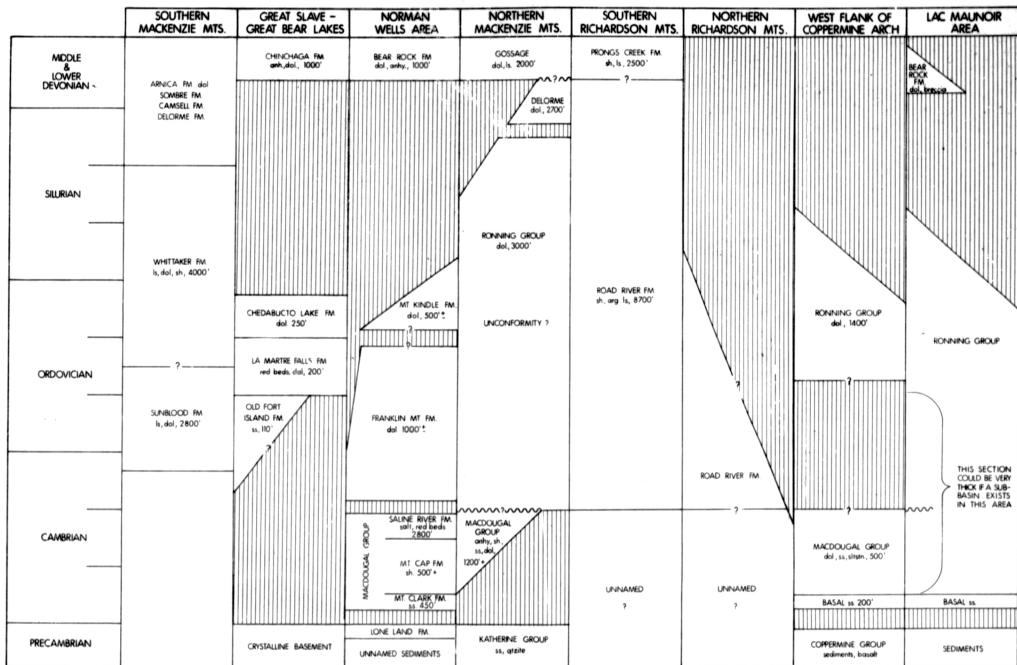 SOUTHERN
MACKENZIE MTS.
GREAT SLAVE -
GREAT BEAR LAKES
NORMAN
WELLS AREA
NORTHERN
MACKENZIE MTS.
SOUTHERN
RICHARDSON MTS.
NORTHERN
RICHARDSON MTS.
WEST FLANK OF
COPPERMINE ARCH
LAC MAUNOIR
AREA
MIDDLE
&
LOWER
DEVONIAN
SILURIAN
ORDOVICIAN
CAMBRIAN
PRECAMBRIAN
ARNICA FM. dol
SOMBRE FM.
CAMSELL FM.
DELORME FM.
WHITTAKER FM.
ls, dol, sh, 4000'
?
SUNBLOOD FM.
ls, dol, 2800'
CHINCHAGA FM.
anh, dol., 1000'
CHEDABUCTO LAKE FM.
dol. 250'
LA MARTRE FALLS FM.
red beds, dol, 200'
OLD FORT
ISLAND FM.
ss, 110'
?
CRYSTALLINE BASEMENT
BEAR ROCK FM.
dol, anhy., 1000'
MT KINDLE FM.
dol, 500'±
?
?
FRANKLIN MT FM.
dol 1000'±
MACDOUGAL GROUP
SALINE RIVER FM.
salt, red beds
2800'
MT CAP FM
sh. 500'+
MT. CLARK FM.
ss. 450'
LONE LAND FM.
UNNAMED SEDIMENTS
GOSSAGE
dol, ls. 2000'
?
DELORME
dol., 2700'
RONNING GROUP
dol, 3000'
UNCONFORMITY ?
?
MACDOUGAL
GROUP
anhy, sh,
ss, dol,
1200'+
KATHERINE GROUP
ss, qtzite
PRONGS CREEK FM.
sh, ls, 2500'
?
ROAD RIVER FM.
sh, arg ls, 8700'
?
UNNAMED
?
?
ROAD RIVER FM
?
UNNAMED
?
RONNING GROUP
dol., 1400'
?
?
MACDOUGAL GROUP
dol, ss, sltstn, 500'
BASAL ss 200'
COPPERMINE GROUP
sediments, basalt
BEAR
ROCK
FM.
dol, breccia
RONNING GROUP
THIS SECTION
COULD BE VERY
THICK IF A SUB-
BASIN EXISTS
IN THIS AREA
BASAL ss
SEDIMENTS